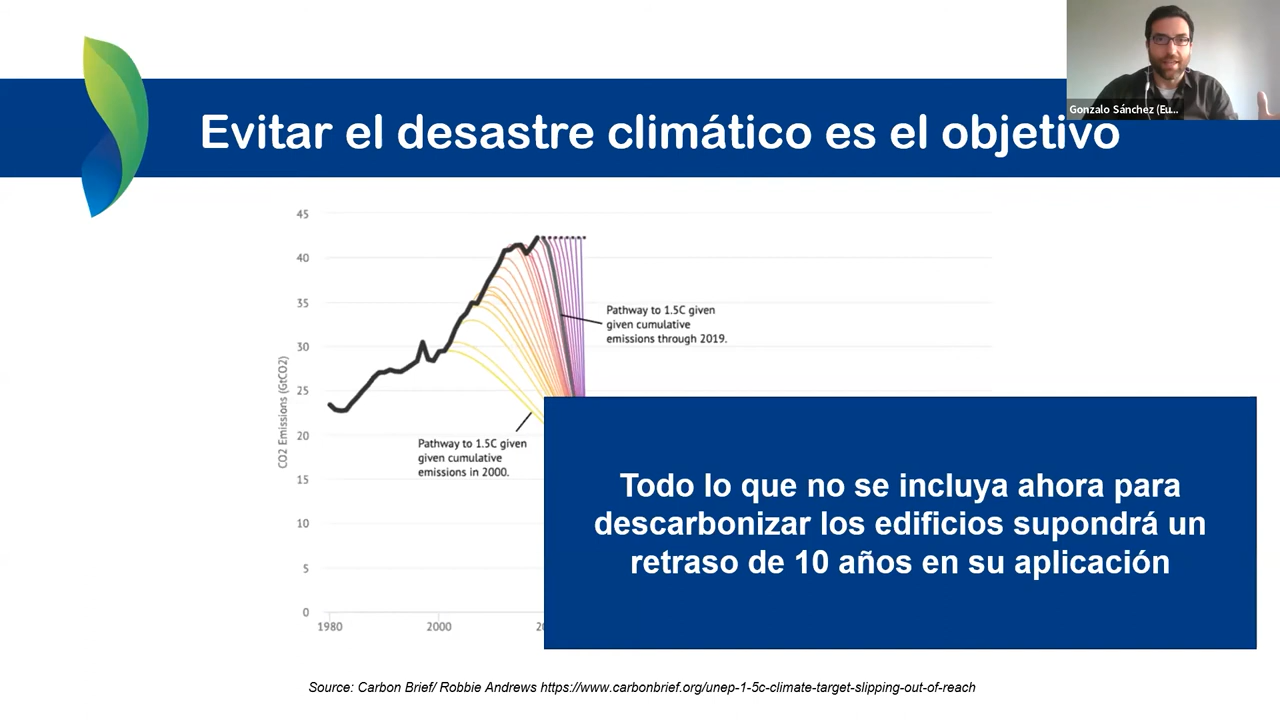 Gonzalo Sánchez (Eu...
Evitar el desastre climático es el objetivo
45
40
35
30
25
20
15
10
5
0
CO2 Emissions (GtCO2)
1980
2000
Pathway to 1.5C given
given cumulative
emissions through 2019.
Pathway to 1.5C given
given cumulative
emissions in 2000.
Todo lo que no se incluya ahora para
descarbonizar los edificios supondrá un
retraso de 10 años en su aplicación
Source: Carbon Brief/ Robbie Andrews https://www.carbonbrief.org/unep-1-5c-climate-target-slipping-out-of-reach